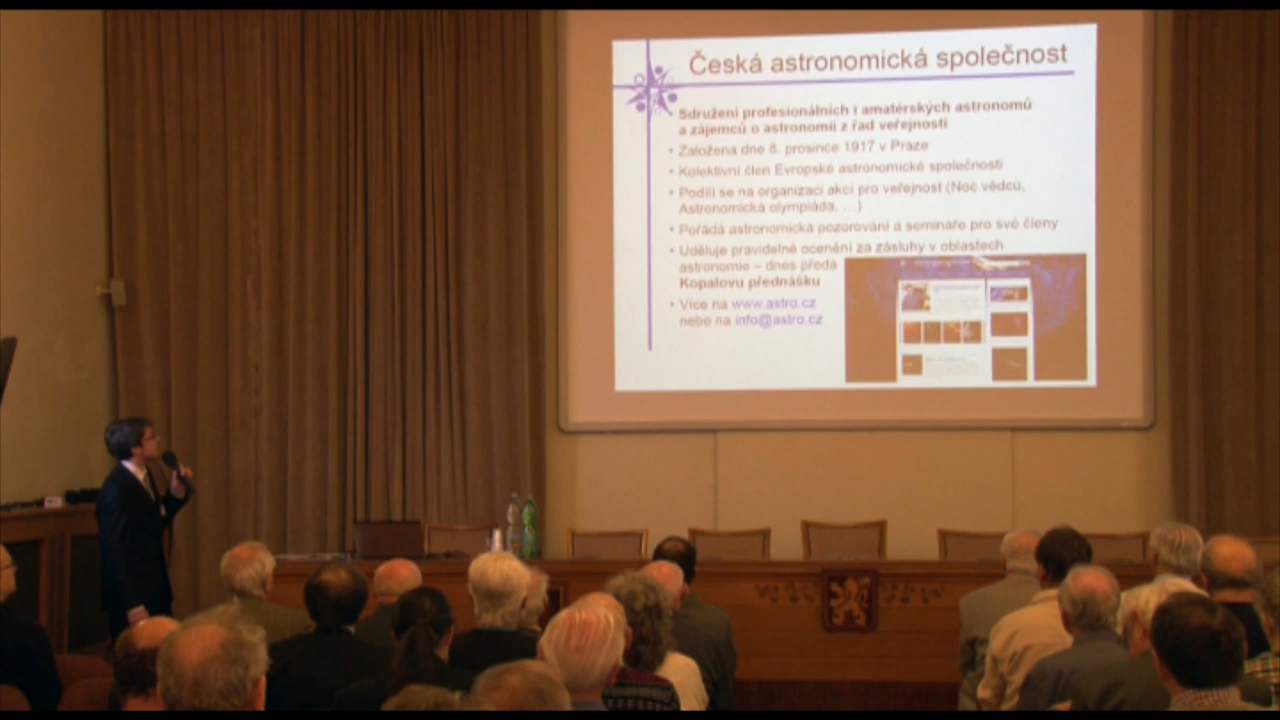 Česká astronomická společnost
Sdružení profesionálních i amatérských astronomů
a zájemců o astronomii z řad veřejnosti
• Založena dne 8. prosince 1917 v Praze
• Kolektivní člen Evropské astronomické společnosti
• Podílí se na organizaci akcí pro veřejnost (Noc vědců,
Astronomická olympiáda, …)
• Pořádá astronomická pozorování a semináře pro své členy
• Uděluje pravidelně ocenění za zásluhy v oblastech
astronomie – dnes předá
Kopalovu přednášku
• Více na www.astro.cz
nebo na info@astro.cz